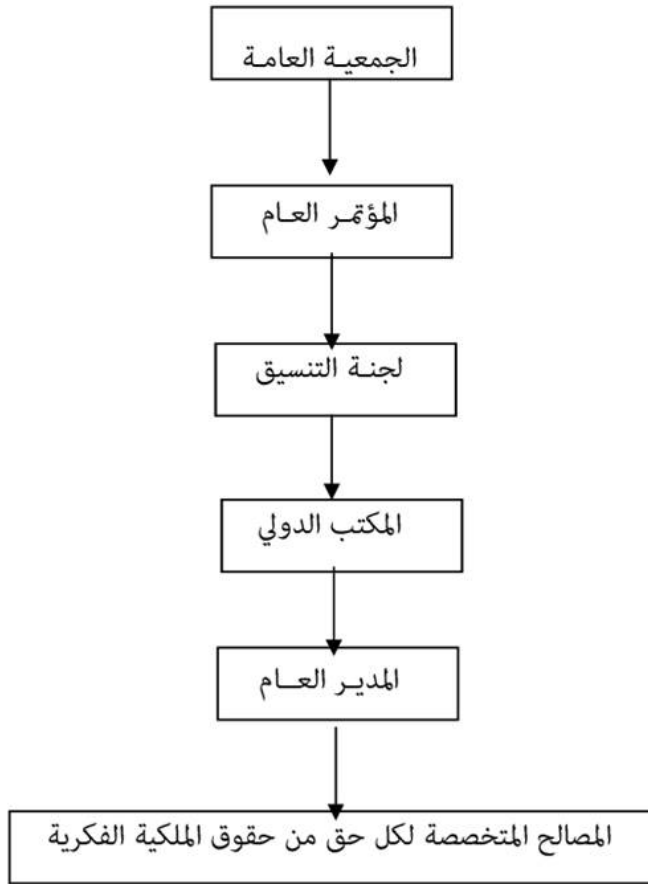 الجمعية العامة
المؤتمر العام
لجنة التنسيق
المكتب الدولي
المدير العام
المصالح المتخصصة لكل حق من حقوق الملكية الفكرية